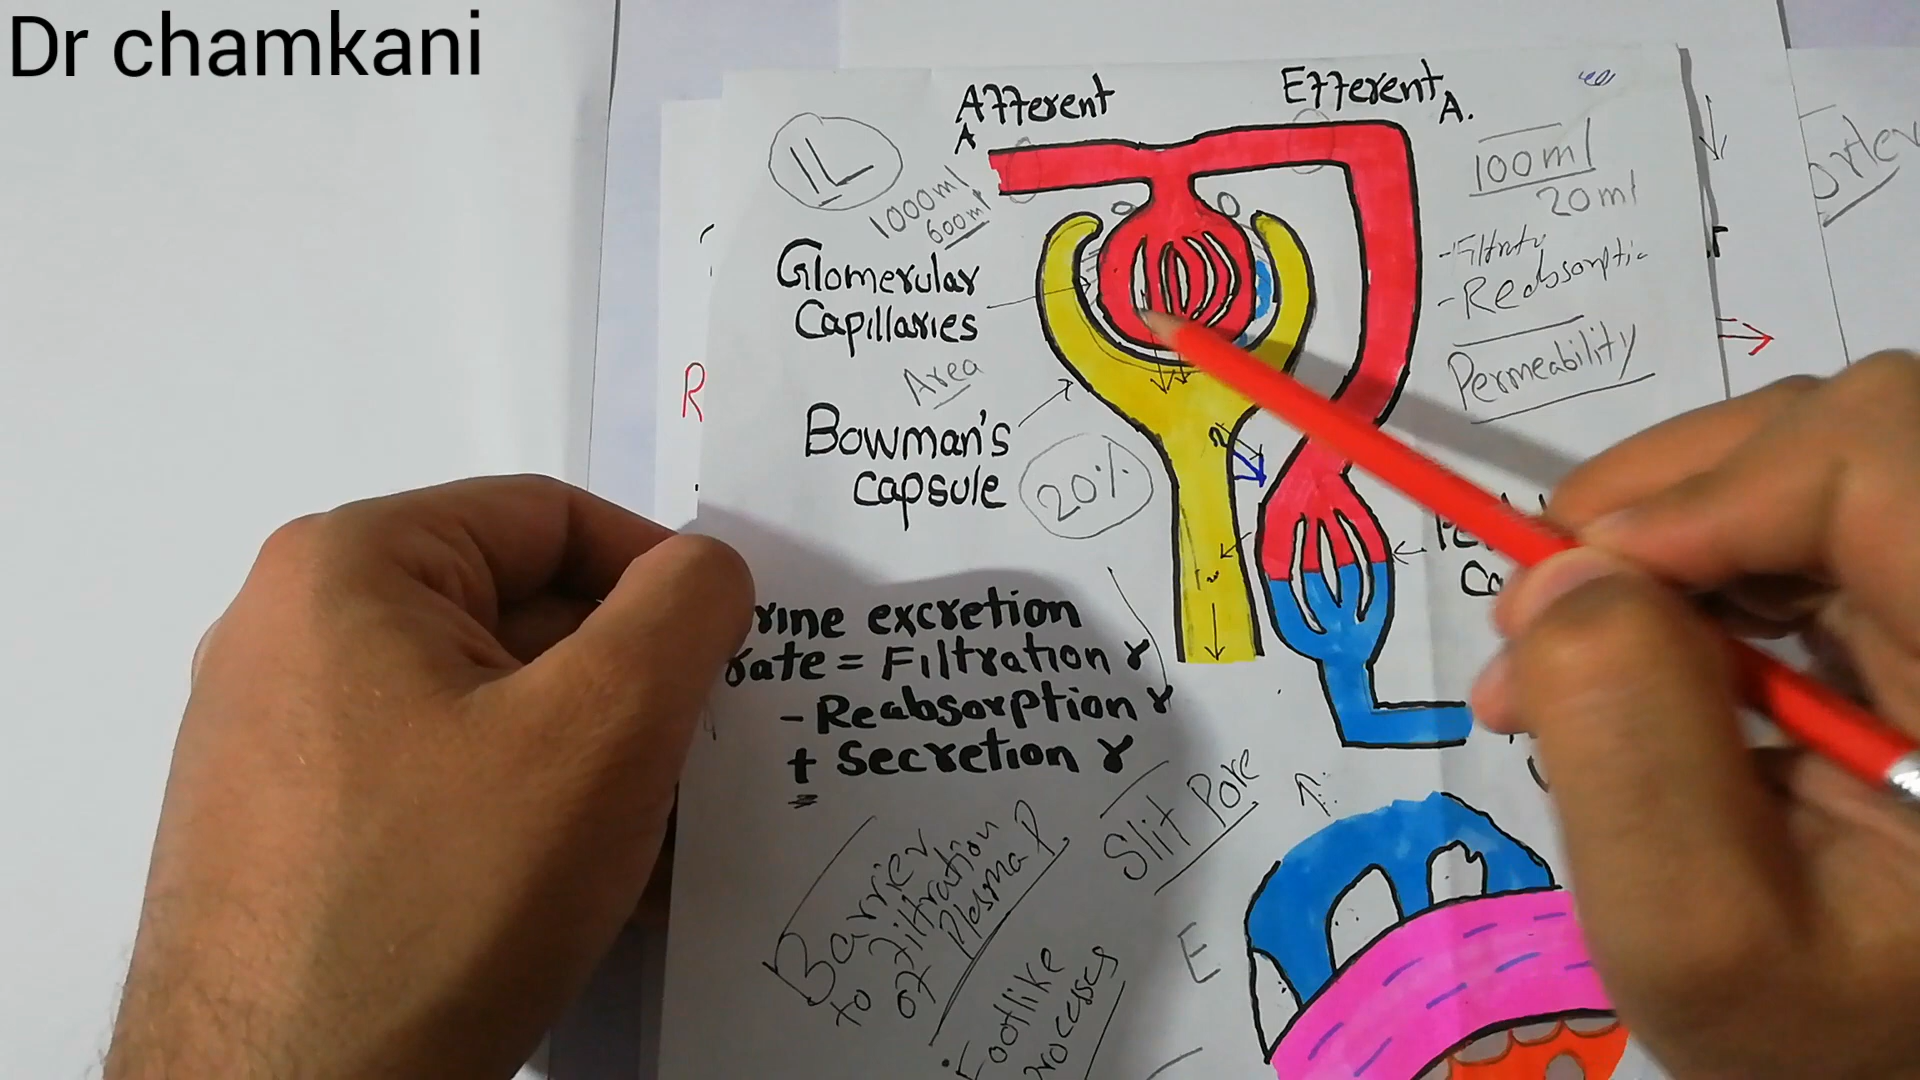 Dr chamkani
Afferent
A
Efferent
A.
1L
1000ml
600ml
100ml
20ml
Glomerular
Capillaries
- Filtrate
- Reabsorptio
Permeability
Area
Bowman's
capsule
20%
rine excretion
rate = Filtration r
- Reabsorption r
+ Secretion r
Slit Pore
Barrier
to Filtration
of Plasma P.
Footlike
Processes
E
R